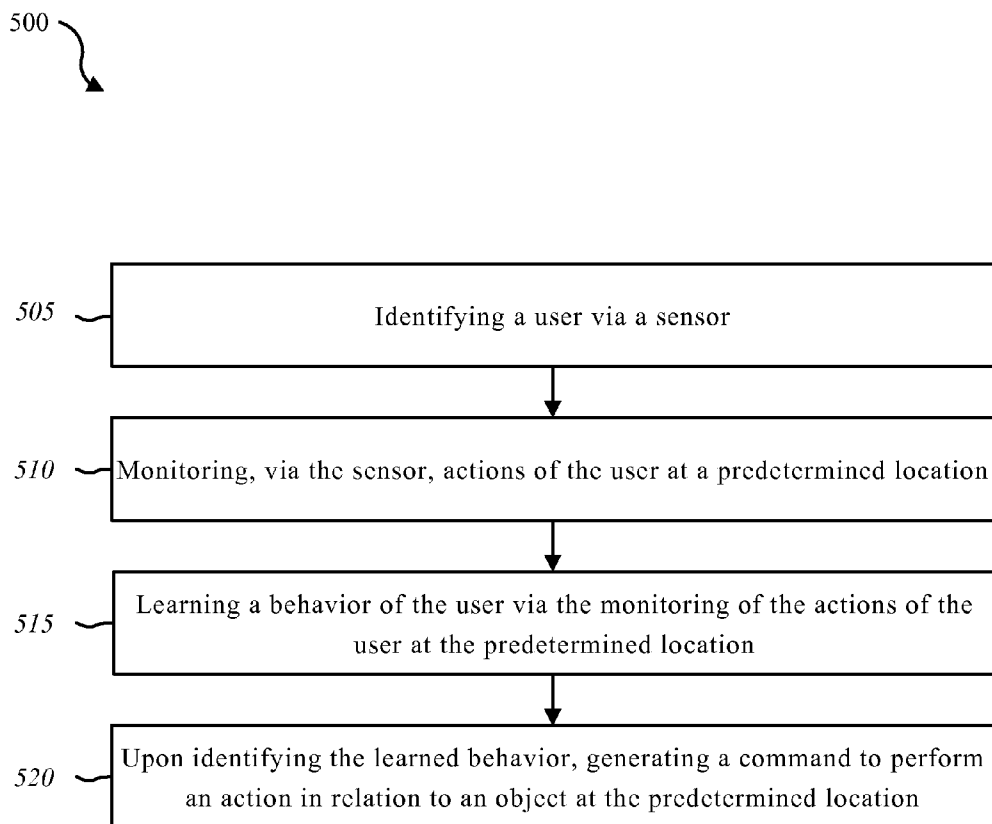 500
505
Identifying a user via a sensor
510
Monitoring, via the sensor, actions of the user at a predetermined location
515
Learning a behavior of the user via the monitoring of the actions of the
user at the predetermined location
520
Upon identifying the learned behavior, generating a command to perform
an action in relation to an object at the predetermined location